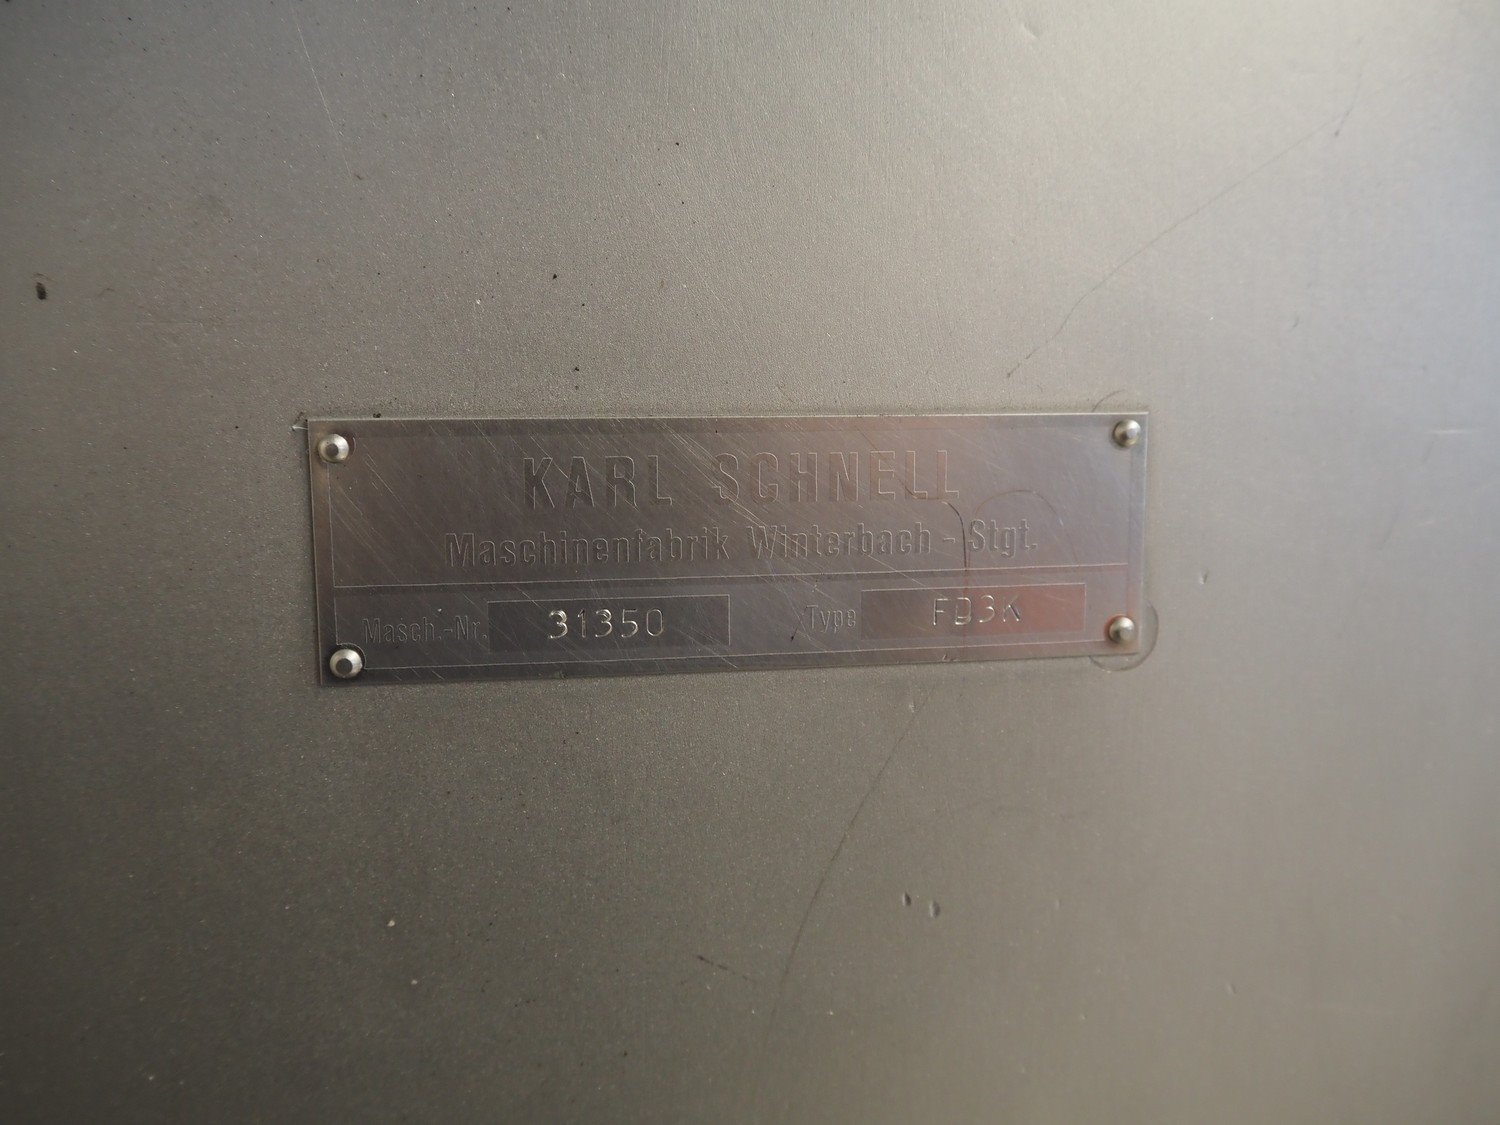 KARL SCHNELL
Maschinenfabrik Winterbach - Stgt.
Masch.-Nr. 31350 Type FD3K